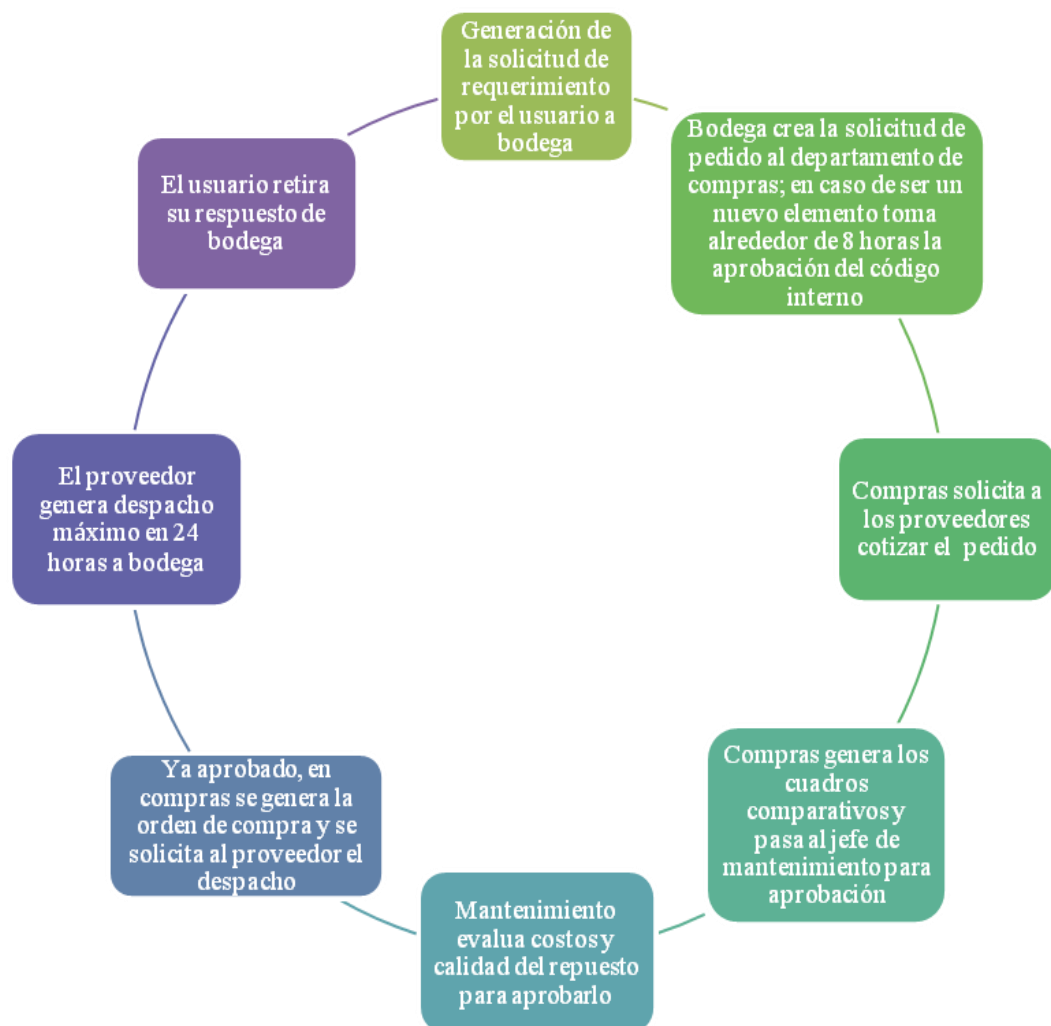 Generación de
la solicitud de
requerimiento
por el usuario a
bodega
Bodega crea la solicitud de
pedido al departamento de
compras; en caso de ser un
nuevo elemento toma
alrededor de 8 horas la
aprobación del código
interno
Compras solicita a
los proveedores
cotizar el pedido
Compras genera los
cuadros
comparativos y
pasa al jefe de
mantenimiento para
aprobación
Mantenimiento
evalua costos y
calidad del repuesto
para aprobarlo
Ya aprobado, en
compras se genera la
orden de compra y se
solicita al proveedor el
despacho
El proveedor
genera despacho
máximo en 24
horas a bodega
El usuario retira
su respuesto de
bodega